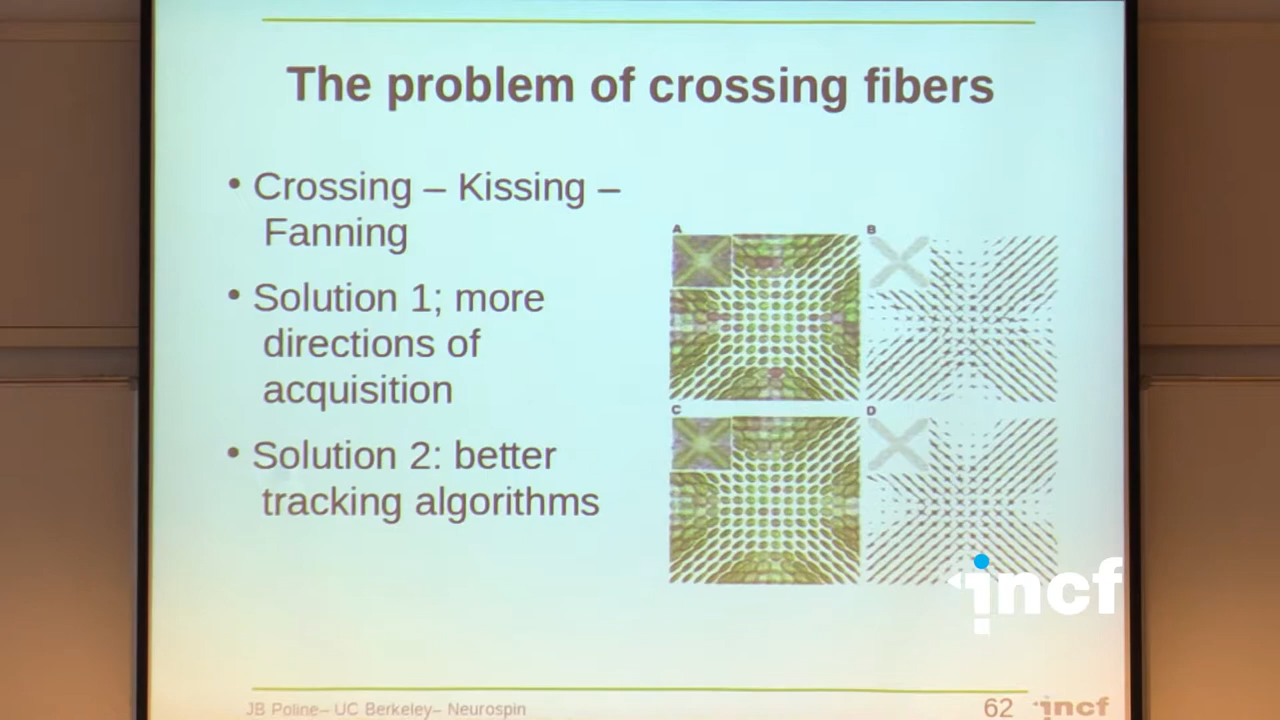 The problem of crossing fibers
• Crossing – Kissing –
Fanning
• Solution 1; more
directions of
acquisition
• Solution 2: better
tracking algorithms
A
B
C
D
incf
JB Poline– UC Berkeley– Neurospin
62
incf